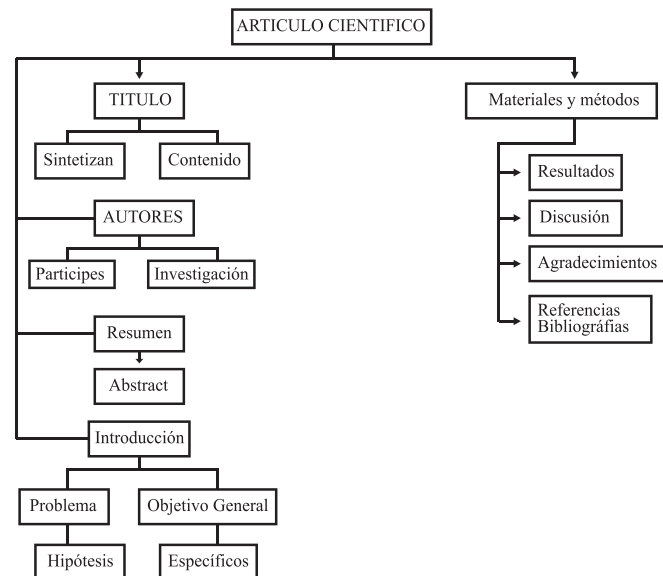 ARTICULO CIENTIFICO
TITULO
Materiales y métodos
Sintetizan
Contenido
Resultados
Discusión
AUTORES
Participes
Investigación
Agradecimientos
Referencias
Bibliográfias
Resumen
Abstract
Introducción
Problema
Objetivo General
Hipótesis
Específicos